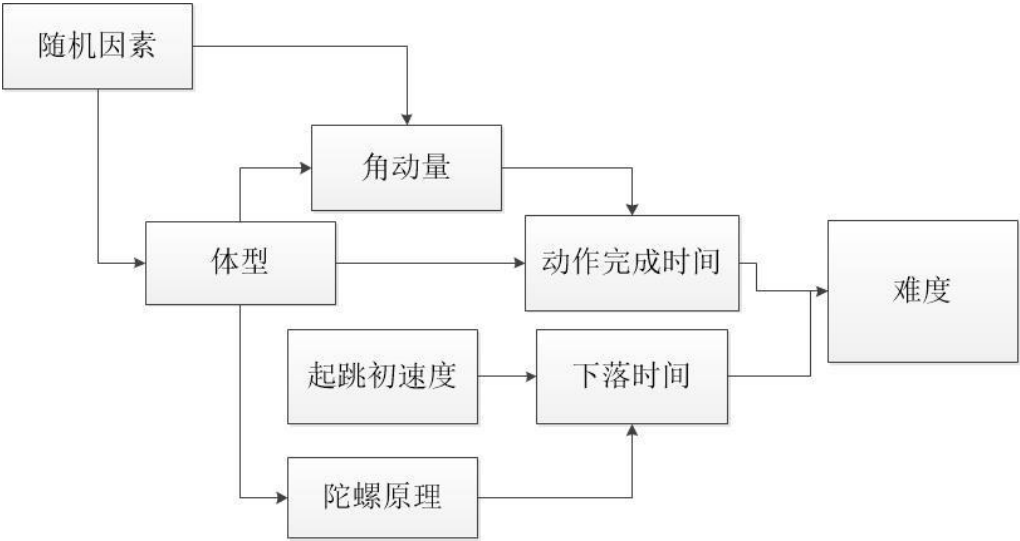 随机因素
角动量
体型
动作完成时间
难度
起跳初速度
下落时间
陀螺原理